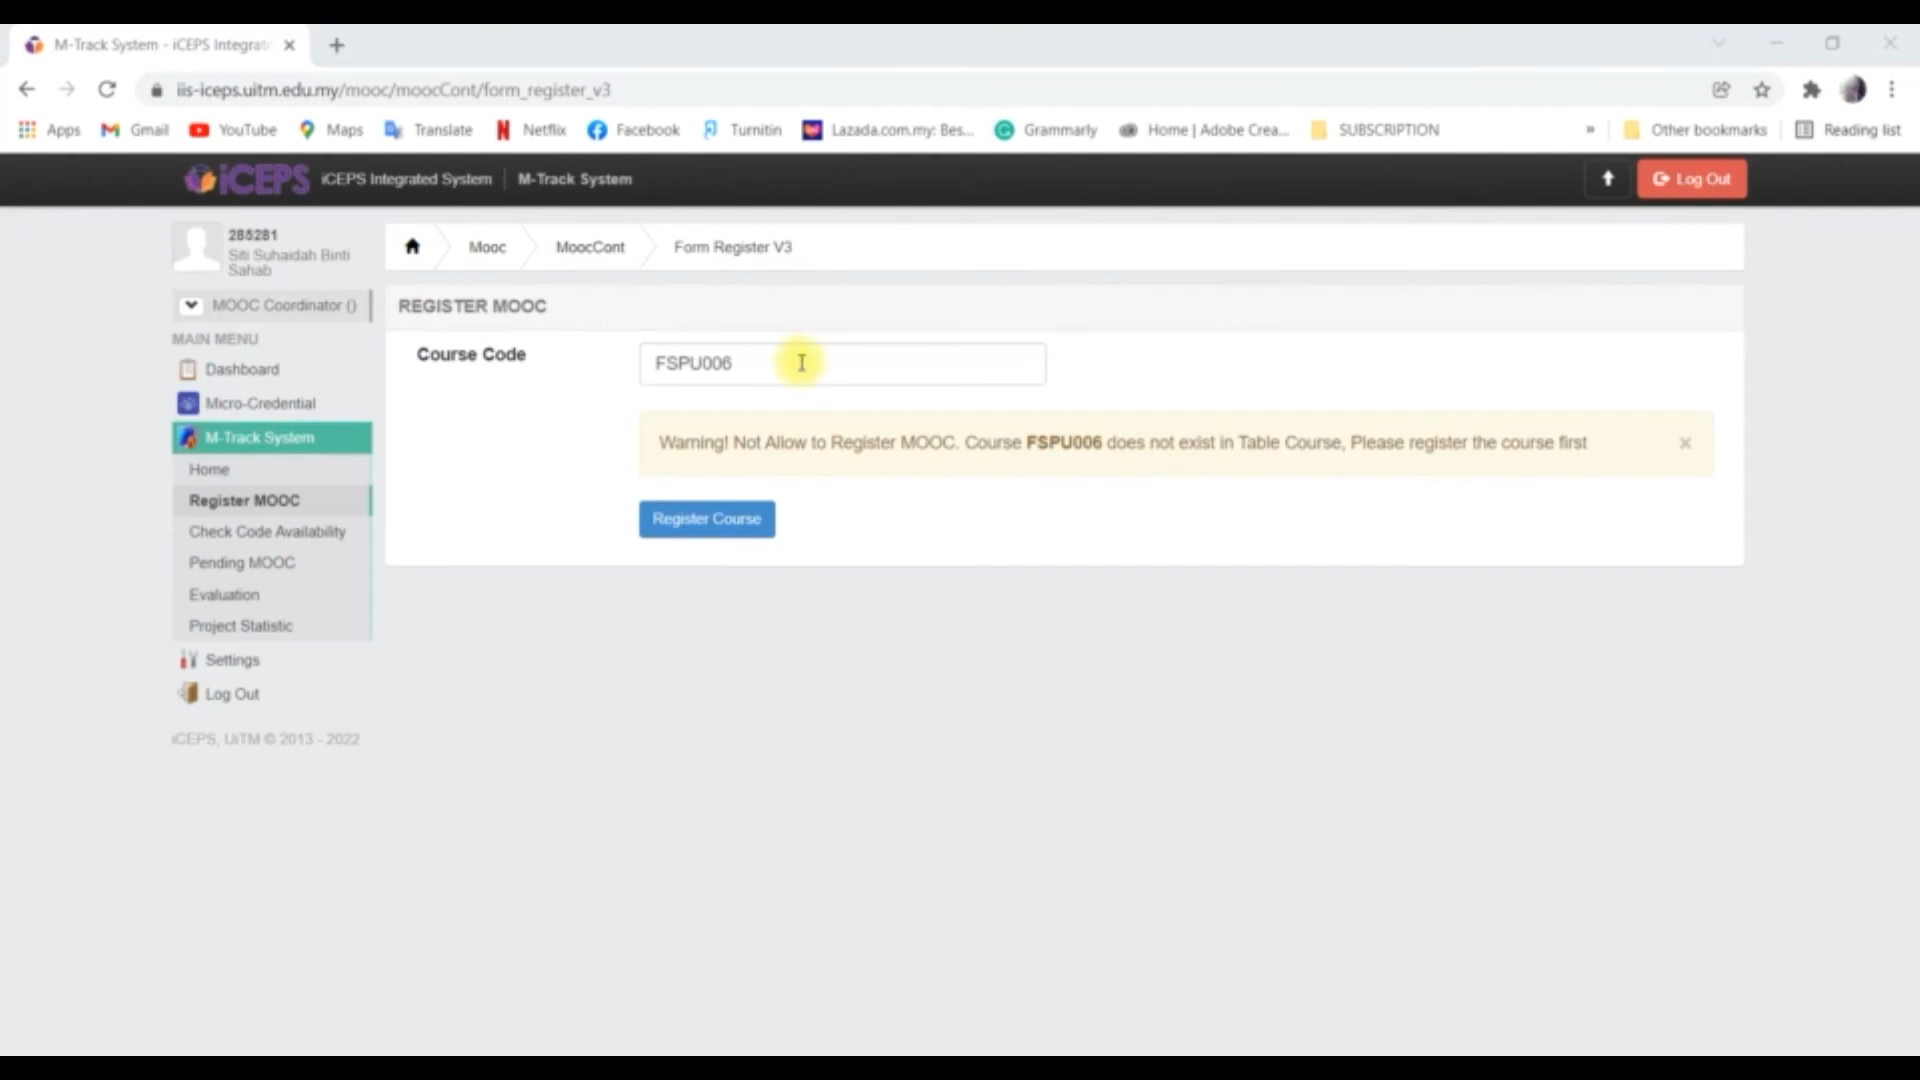 M-Track System - iCEPS Integrat
iis-iceps.uitm.edu.my/mooc/moocCont/form_register_v3
Apps Gmail YouTube Maps Translate Netflix Facebook Turnitin Lazada.com.my: Bes... Grammarly Home | Adobe Crea... SUBSCRIPTION » Other bookmarks Reading list
iCEPS iCEPS Integrated System M-Track System Log Out
285281
Siti Suhaidah Binti
Sahab
Mooc MoocCont Form Register V3
MOOC Coordinator ()
REGISTER MOOC
MAIN MENU
Dashboard
Micro-Credential
M-Track System
Home
Register MOOC
Check Code Availability
Pending MOOC
Evaluation
Project Statistic
Settings
Log Out
iCEPS, UiTM © 2013 - 2022
Course Code
FSPU006
Warning! Not Allow to Register MOOC. Course FSPU006 does not exist in Table Course, Please register the course first ×
Register Course